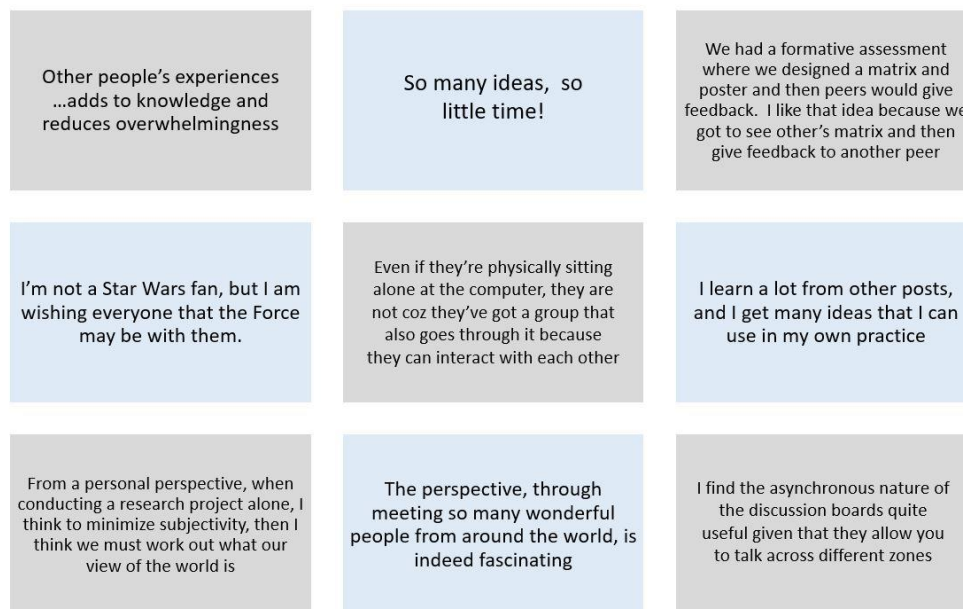 Other people's experiences
...adds to knowledge and
reduces overwhelmingness
So many ideas, so
little time!
We had a formative assessment
where we designed a matrix and
poster and then peers would give
feedback. I like that idea because we
got to see other's matrix and then
give feedback to another peer
I'm not a Star Wars fan, but I am
wishing everyone that the Force
may be with them.
Even if they're physically sitting
alone at the computer, they are
not coz they've got a group that
also goes through it because
they can interact with each other
I learn a lot from other posts,
and I get many ideas that I can
use in my own practice
From a personal perspective, when
conducting a research project alone, I
think to minimize subjectivity, then I
think we must work out what our
view of the world is
The perspective, through
meeting so many wonderful
people from around the world, is
indeed fascinating
I find the asynchronous nature of
the discussion boards quite
useful given that they allow you
to talk across different zones